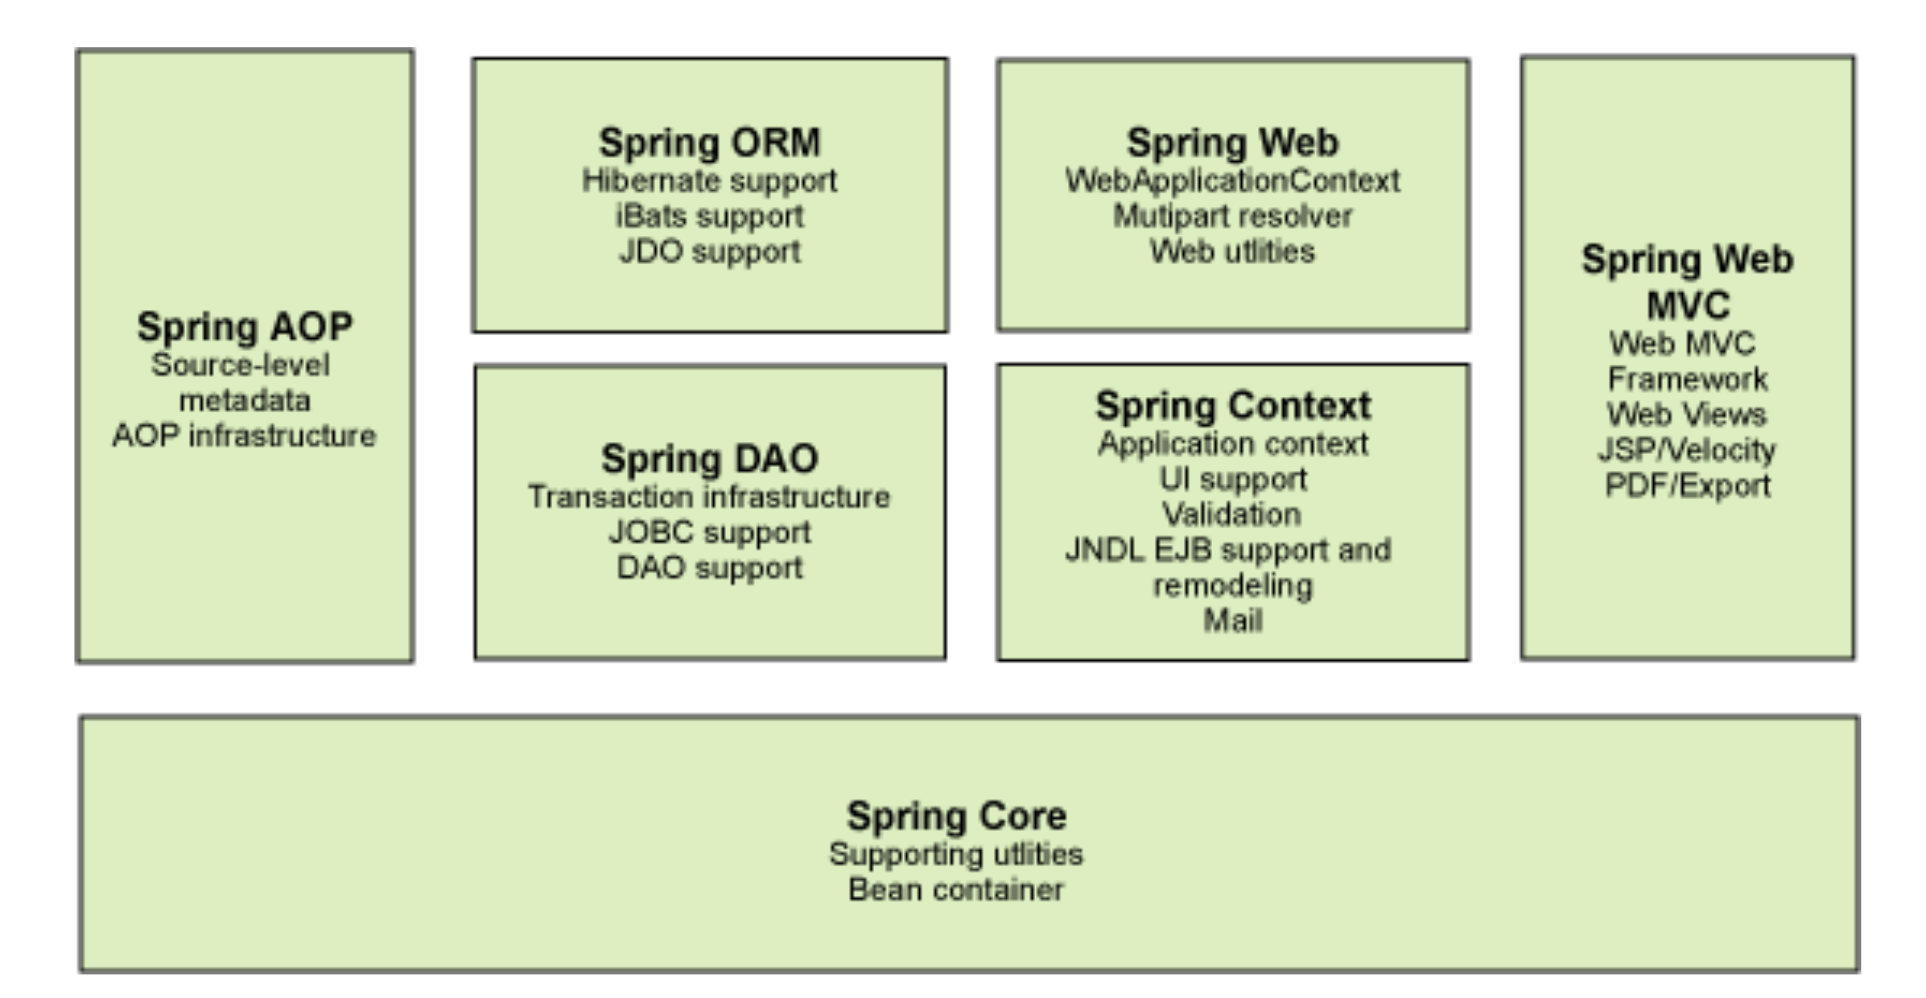 Spring AOP
Source-level
metadata
AOP infrastructure
Spring ORM
Hibernate support
iBats support
JDO support
Spring DAO
Transaction infrastructure
JOBC support
DAO support
Spring Web
WebApplicationContext
Mutipart resolver
Web utlities
Spring Context
Application context
UI support
Validation
JNDL EJB support and
remodeling
Mail
Spring Web
MVC
Web MVC
Framework
Web Views
JSP/Velocity
PDF/Export
Spring Core
Supporting utlities
Bean container